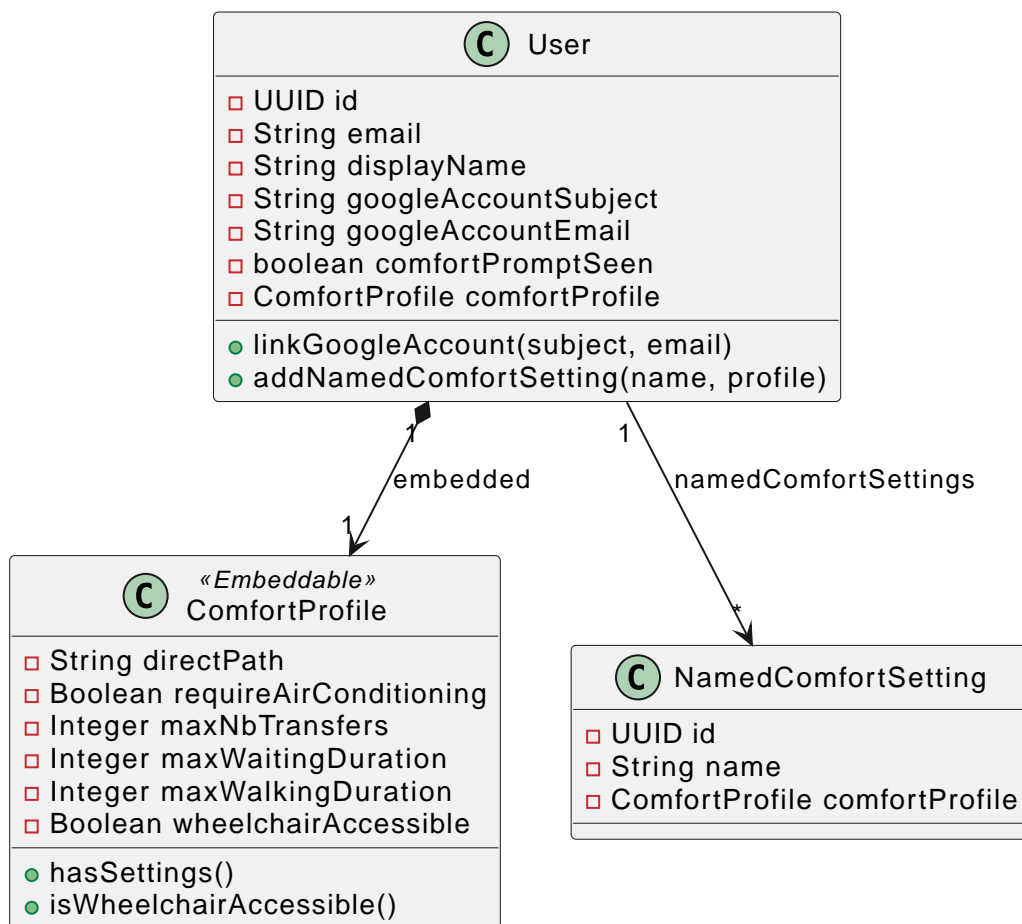 C User
UUID id
String email
String displayName
String googleAccountSubject
String googleAccountEmail
boolean comfortPromptSeen
ComfortProfile comfortProfile
linkGoogleAccount(subject, email)
addNamedComfortSetting(name, profile)
1
1
embedded
namedComfortSettings
1
*
«Embeddable»
C ComfortProfile
String directPath
Boolean requireAirConditioning
Integer maxNbTransfers
Integer maxWaitingDuration
Integer maxWalkingDuration
Boolean wheelchairAccessible
hasSettings()
isWheelchairAccessible()
C NamedComfortSetting
UUID id
String name
ComfortProfile comfortProfile